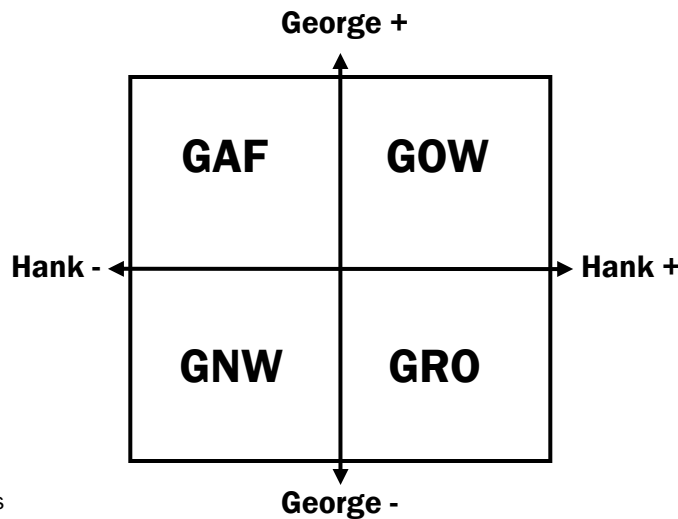 George +
GAF GOW
Hank - Hank +
GNW GRO
s
George -